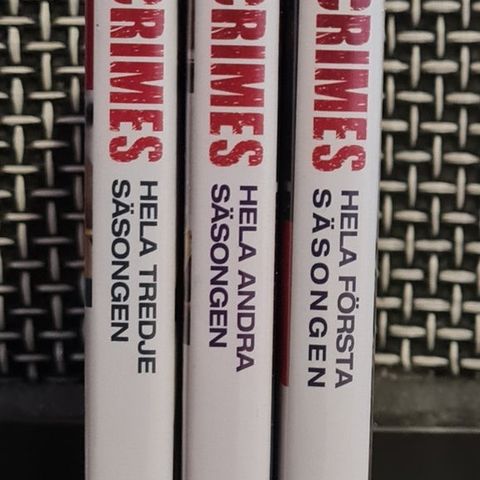 CRIMES
HELA TREDJE
SÄSONGEN
CRIMES
HELA ANDRA
SÄSONGEN
CRIMES
HELA FÖRSTA
SÄSONGEN